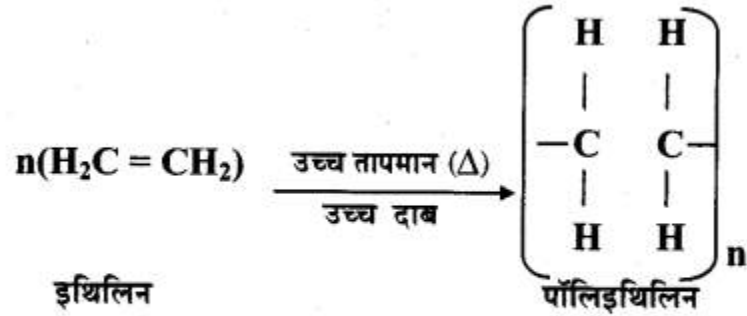 H H
| |
n(H₂C = CH₂) उच्च तापमान (Δ) —C C—
उच्च दाब
| |
H H
n
इथिलिन पॉलिइथिलिन